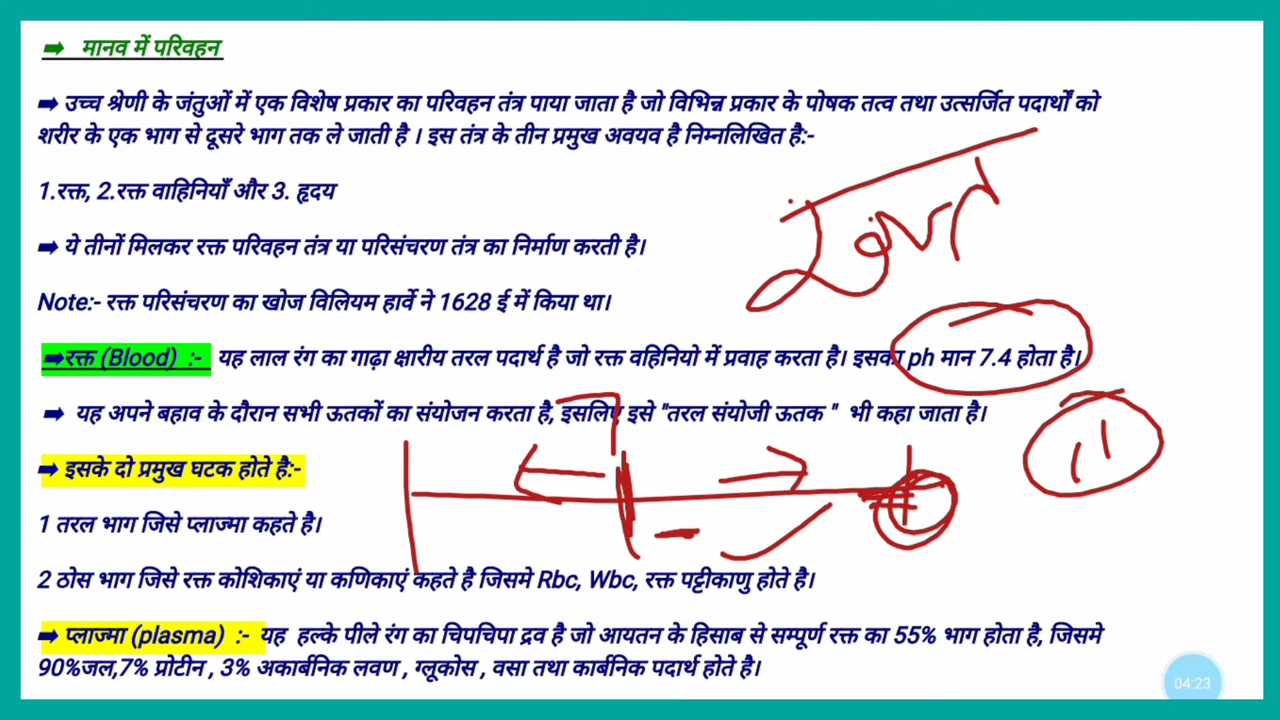 ➡ मानव में परिवहन
➡ उच्च श्रेणी के जंतुओं में एक विशेष प्रकार का परिवहन तंत्र पाया जाता है जो विभिन्न प्रकार के पोषक तत्व तथा उत्सर्जित पदार्थों को
शरीर के एक भाग से दूसरे भाग तक ले जाती है । इस तंत्र के तीन प्रमुख अवयव है निम्नलिखित है:-
1.रक्त, 2.रक्त वाहिनियाँ और 3. हृदय
➡ ये तीनों मिलकर रक्त परिवहन तंत्र या परिसंचरण तंत्र का निर्माण करती है।
Note:- रक्त परिसंचरण का खोज विलियम हार्वे ने 1628 ई में किया था।
➡रक्त (Blood) :- यह लाल रंग का गाढ़ा क्षारीय तरल पदार्थ है जो रक्त वहिनियो में प्रवाह करता है। इसका ph मान 7.4 होता है।
➡ यह अपने बहाव के दौरान सभी ऊतकों का संयोजन करता है, इसलिए इसे "तरल संयोजी ऊतक " भी कहा जाता है।
➡ इसके दो प्रमुख घटक होते है:-
1 तरल भाग जिसे प्लाज्मा कहते है।
2 ठोस भाग जिसे रक्त कोशिकाएं या कणिकाएं कहते है जिसमे Rbc, Wbc, रक्त पट्टीकाणु होते है।
➡ प्लाज्मा (plasma) :- यह हल्के पीले रंग का चिपचिपा द्रव है जो आयतन के हिसाब से सम्पूर्ण रक्त का 55% भाग होता है, जिसमे
90%जल,7% प्रोटीन , 3% अकार्बनिक लवण , ग्लूकोस , वसा तथा कार्बनिक पदार्थ होते है।
04:23